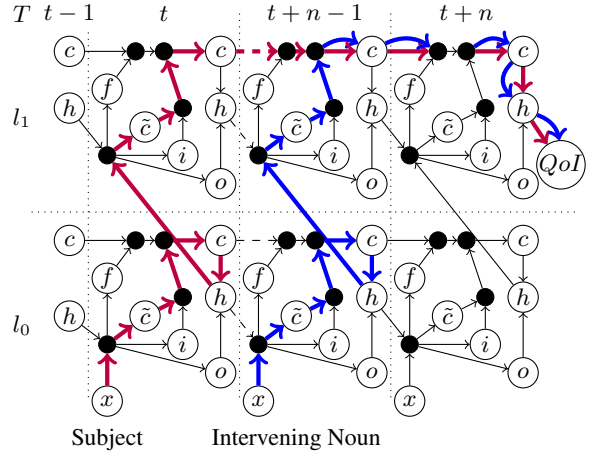 T t − 1 t t + n − 1 t + n
c c c c
f f f
h h h h
l₁ c̃ c̃ c̃
i i i QoI
o o o
c c c c
f f f
h h h h
l₀ c̃ c̃ c̃
i i i
o o o
x x x
Subject Intervening Noun